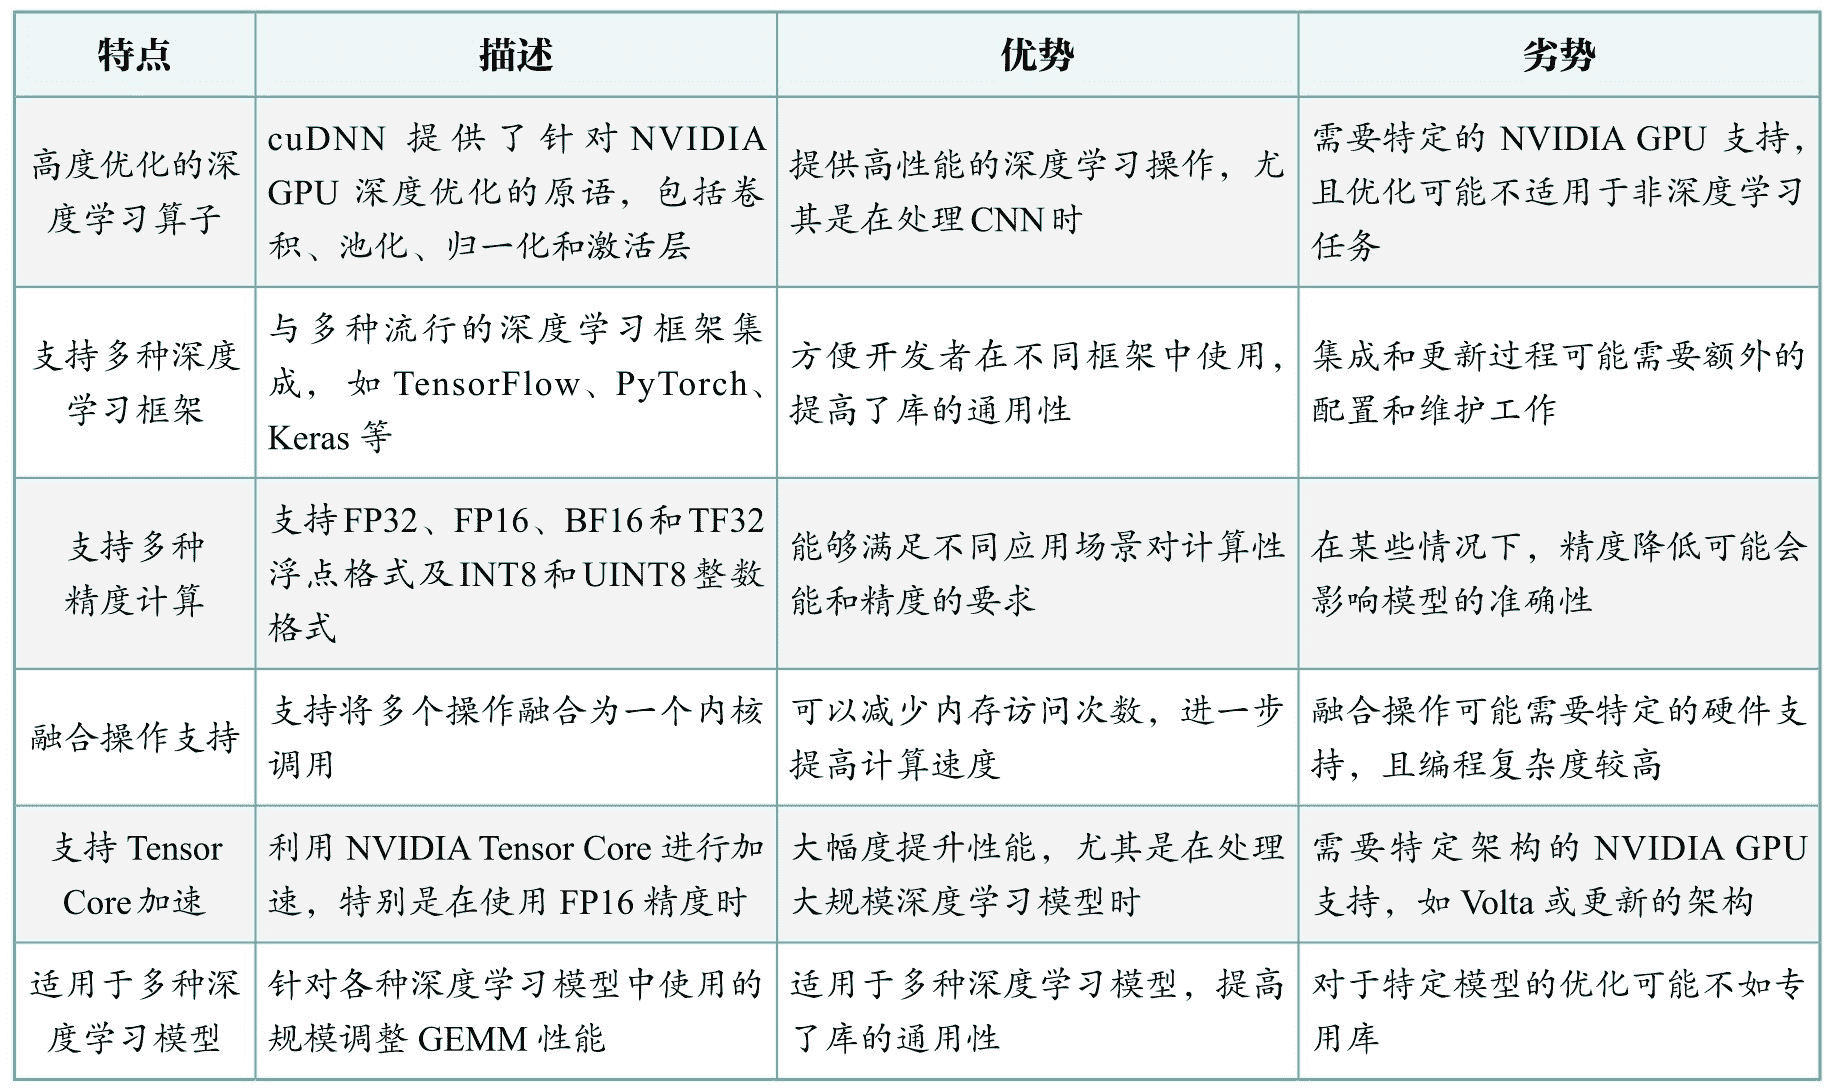 特点
描述
优势
劣势
高度优化的深
度学习算子
cuDNN 提供了针对 NVIDIA
GPU 深度优化的原语，包括卷
积、池化、归一化和激活层
提供高性能的深度学习操作，尤
其是在处理 CNN 时
需要特定的 NVIDIA GPU 支持，
且优化可能不适用于非深度学习
任务
支持多种深度
学习框架
与多种流行的深度学习框架集
成，如 TensorFlow、PyTorch、
Keras 等
方便开发者在不同框架中使用，
提高了库的通用性
集成和更新过程可能需要额外的
配置和维护工作
支持多种
精度计算
支持 FP32、FP16、BF16 和 TF32
浮点格式及 INT8 和 UINT8 整数
格式
能够满足不同应用场景对计算性
能和精度的要求
在某些情况下，精度降低可能会
影响模型的准确性
融合操作支持
支持将多个操作融合为一个内核
调用
可以减少内存访问次数，进一步
提高计算速度
融合操作可能需要特定的硬件支
持，且编程复杂度较高
支持 Tensor
Core 加速
利用 NVIDIA Tensor Core 进行加
速，特别是在使用 FP16 精度时
大幅度提升性能，尤其是在处理
大规模深度学习模型时
需要特定架构的 NVIDIA GPU
支持，如 Volta 或更新的架构
适用于多种深
度学习模型
针对各种深度学习模型中使用的
规模调整 GEMM 性能
适用于多种深度学习模型，提高
了库的通用性
对于特定模型的优化可能不如专
用库